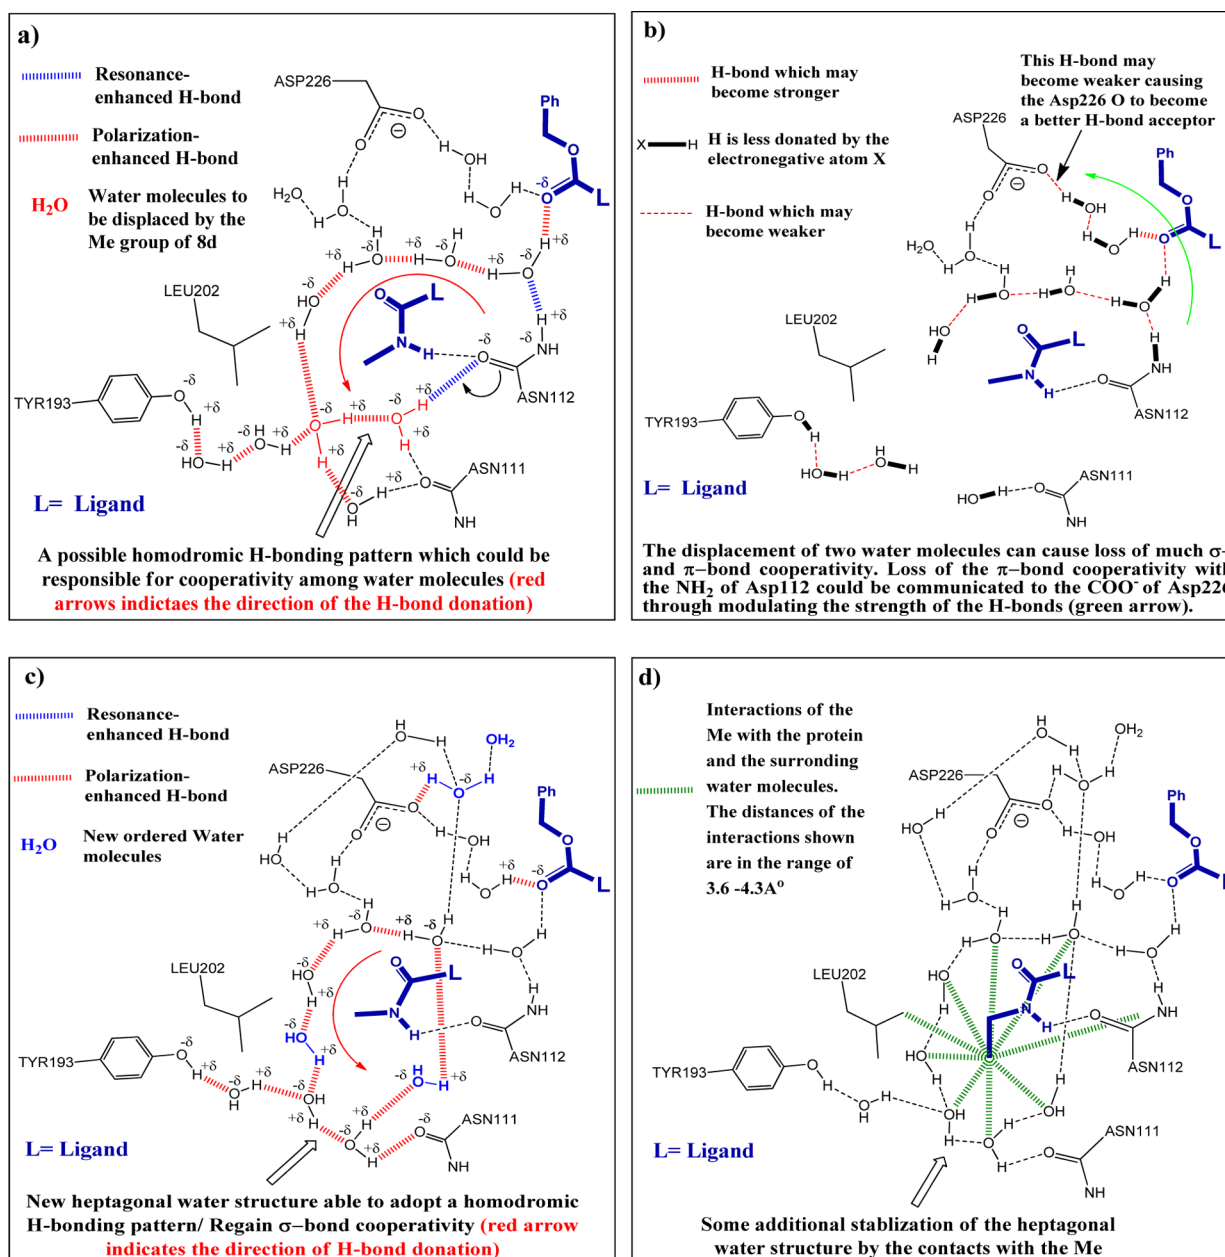 a)
Resonance-
enhanced H-bond
Polarization-
enhanced H-bond
H₂O
Water molecules to
be displaced by the
Me group of 8d
ASP226
Ph
LEU202
TYR193
ASN112
ASN111
L= Ligand
A possible homodromic H-bonding pattern which could be
responsible for cooperativity among water molecules (red
arrows indictaes the direction of the H-bond donation)
b)
H-bond which may
become stronger
X
H
H is less donated by the
electronegative atom X
H-bond which may
become weaker
This H-bond may
become weaker causing
the Asp226 O to become
a better H-bond acceptor
ASP226
Ph
LEU202
TYR193
ASN112
ASN111
L= Ligand
The displacement of two water molecules can cause loss of much σ-
and π-bond cooperativity. Loss of the π-bond cooperativity with
the NH₂ of Asp112 could be communicated to the COO⁻ of Asp226
through modulating the strength of the H-bonds (green arrow).
c)
Resonance-
enhanced H-bond
Polarization-
enhanced H-bond
H₂O
New ordered Water
molecules
OH₂
ASP226
Ph
LEU202
TYR193
ASN112
ASN111
L= Ligand
New heptagonal water structure able to adopt a homodromic
H-bonding pattern/ Regain σ-bond cooperativity (red arrow
indicates the direction of H-bond donation)
d)
Interactions of the
Me with the protein
and the surronding
water molecules.
The distances of the
interactions shown
are in the range of
3.6 -4.3A°
OH₂
ASP226
Ph
LEU202
TYR193
ASN112
ASN111
L= Ligand
Some additional stablization of the heptagonal
water structure by the contacts with the Me